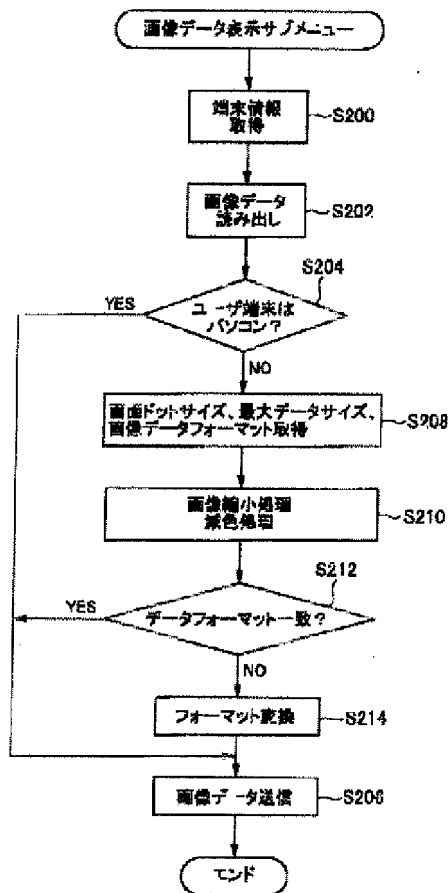 画像データ表示サブメニュー
端末情報
取得
S200
画像データ
読み出し
S202
S204
YES
ユーザ端末は
パソコン?
NO
画面ドットサイズ、最大データサイズ、
画像データフォーマット取得
S208
画像縮小処理
減色処理
S210
S212
YES
データフォーマット一致?
NO
フォーマット変換
S214
画像データ送信
S206
エンド